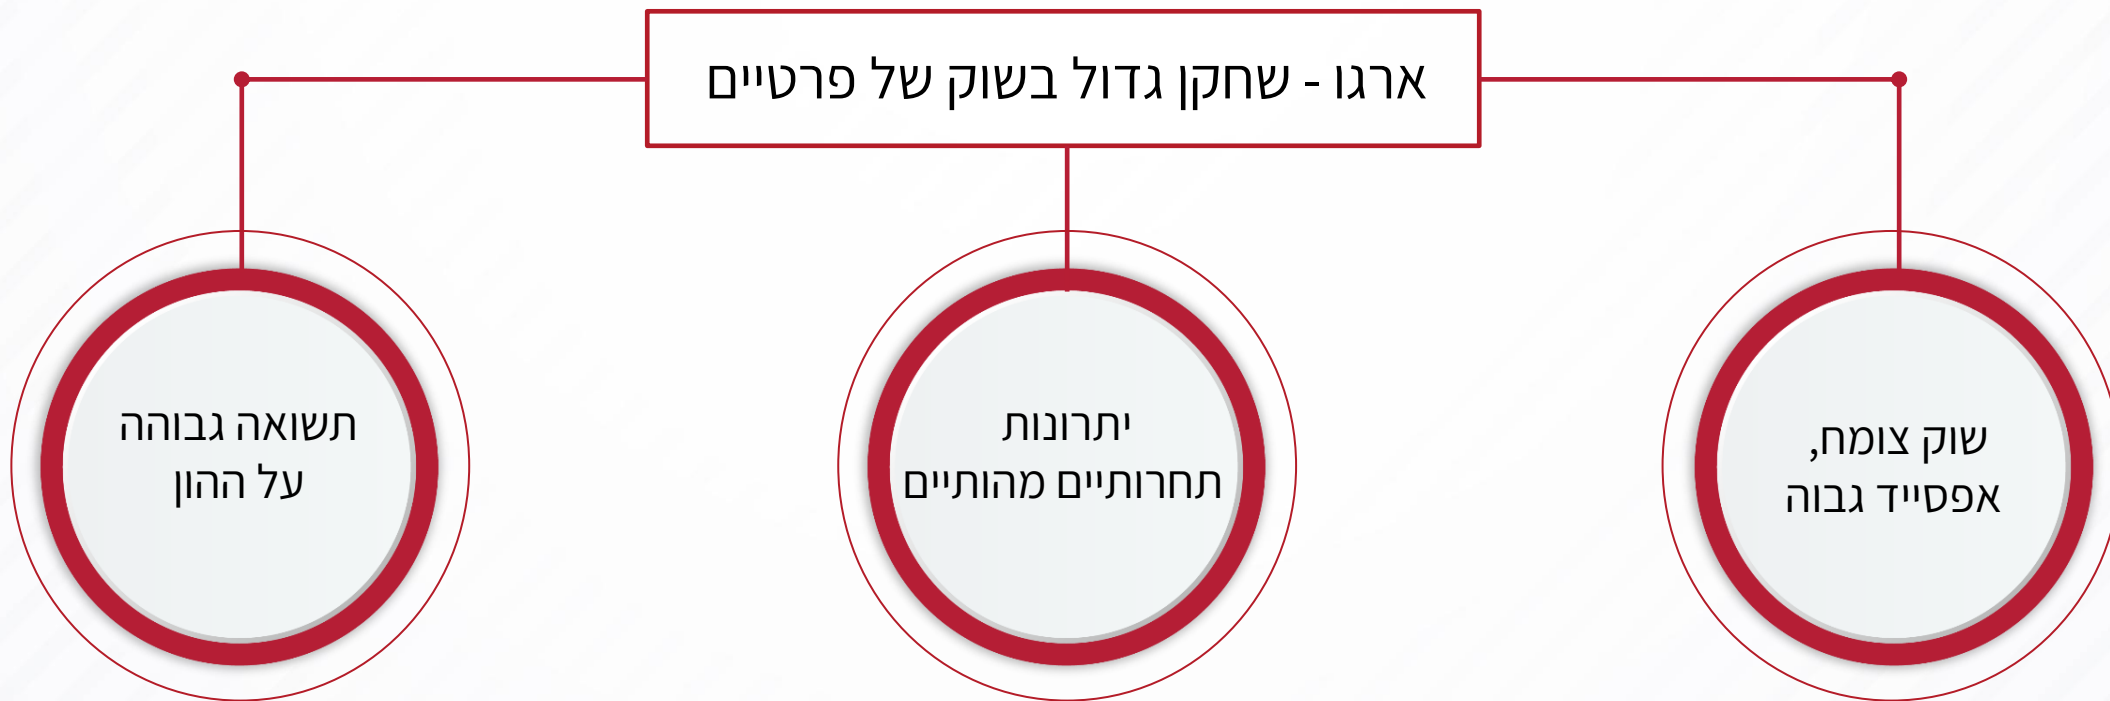 ארגו - שחקן גדול בשוק של פרטיים
שוק צומח,
אפסייד גבוה
יתרונות
תחרותיים מהותיים
תשואה גבוהה
על ההון